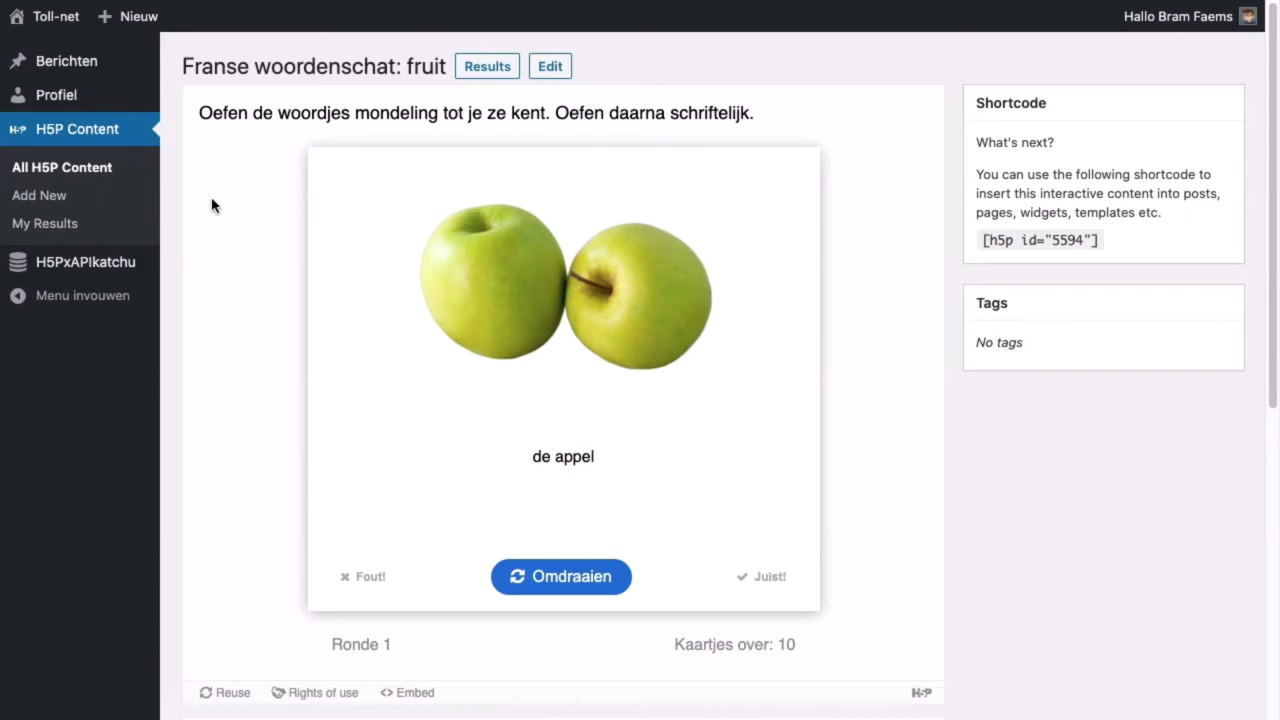 Toll-net
Nieuw
Hallo Bram Faems
Berichten
Profiel
H5P Content
All H5P Content
Add New
My Results
H5PxAPIkatchu
Menu invouwen
Franse woordenschat: fruit
Results
Edit
Oefen de woordjes mondeling tot je ze kent. Oefen daarna schriftelijk.
de appel
Fout!
Omdraaien
Juist!
Ronde 1
Kaartjes over: 10
Reuse
Rights of use
<> Embed
H5P
Shortcode
What's next?
You can use the following shortcode to
insert this interactive content into posts,
pages, widgets, templates etc.
[h5p id="5594"]
Tags
No tags